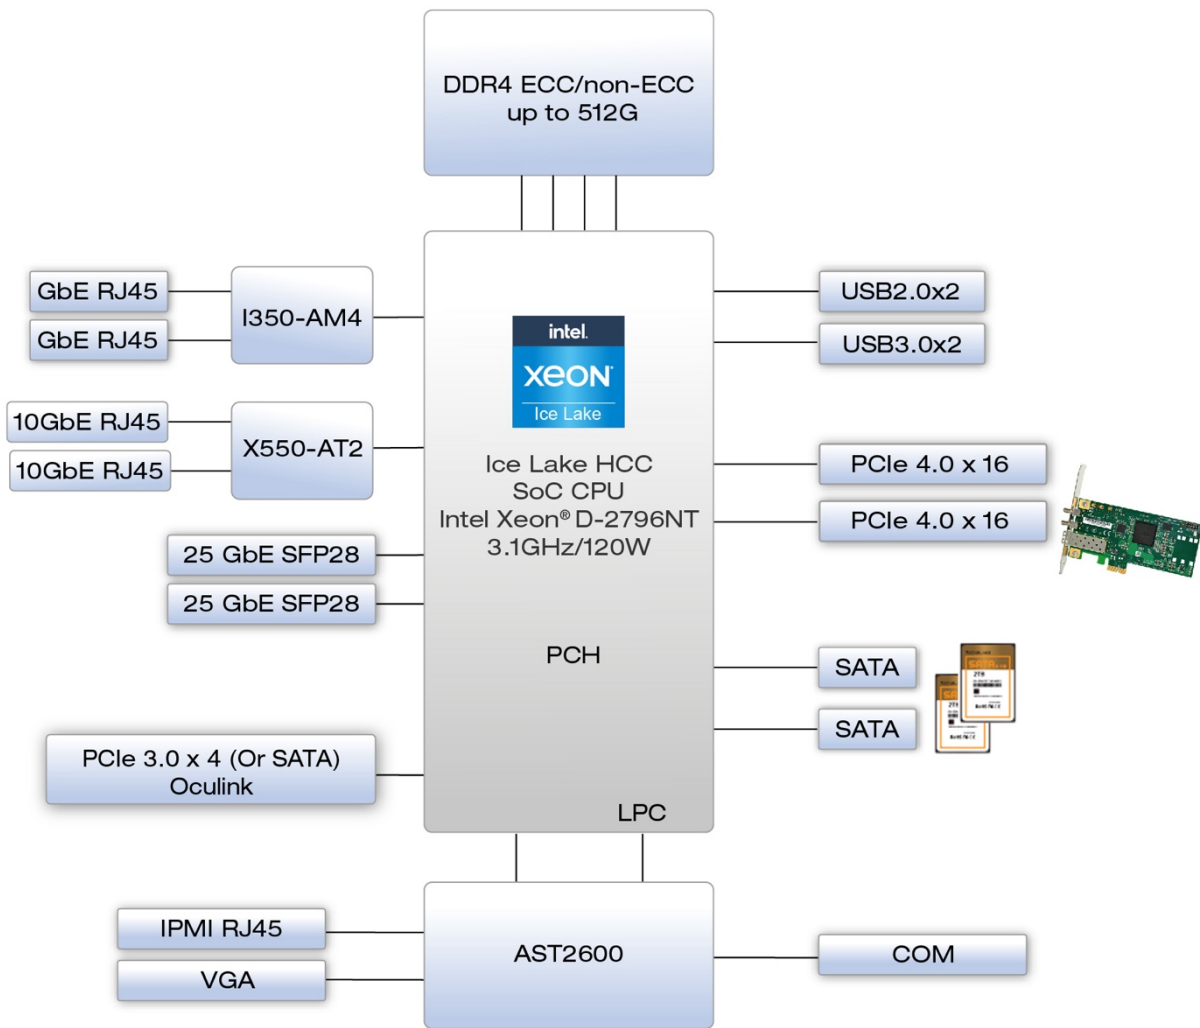 DDR4 ECC/non-ECC
up to 512G
GbE RJ45
GbE RJ45
I350-AM4
10GbE RJ45
10GbE RJ45
X550-AT2
25 GbE SFP28
25 GbE SFP28
PCIe 3.0 x 4 (Or SATA)
Oculink
intel.
xeon
Ice Lake
Ice Lake HCC
SoC CPU
Intel Xeon® D-2796NT
3.1GHz/120W
PCH
LPC
USB2.0x2
USB3.0x2
PCIe 4.0 x 16
PCIe 4.0 x 16
SATA
SATA
SATA
2TB
2TB
IPMI RJ45
VGA
AST2600
COM